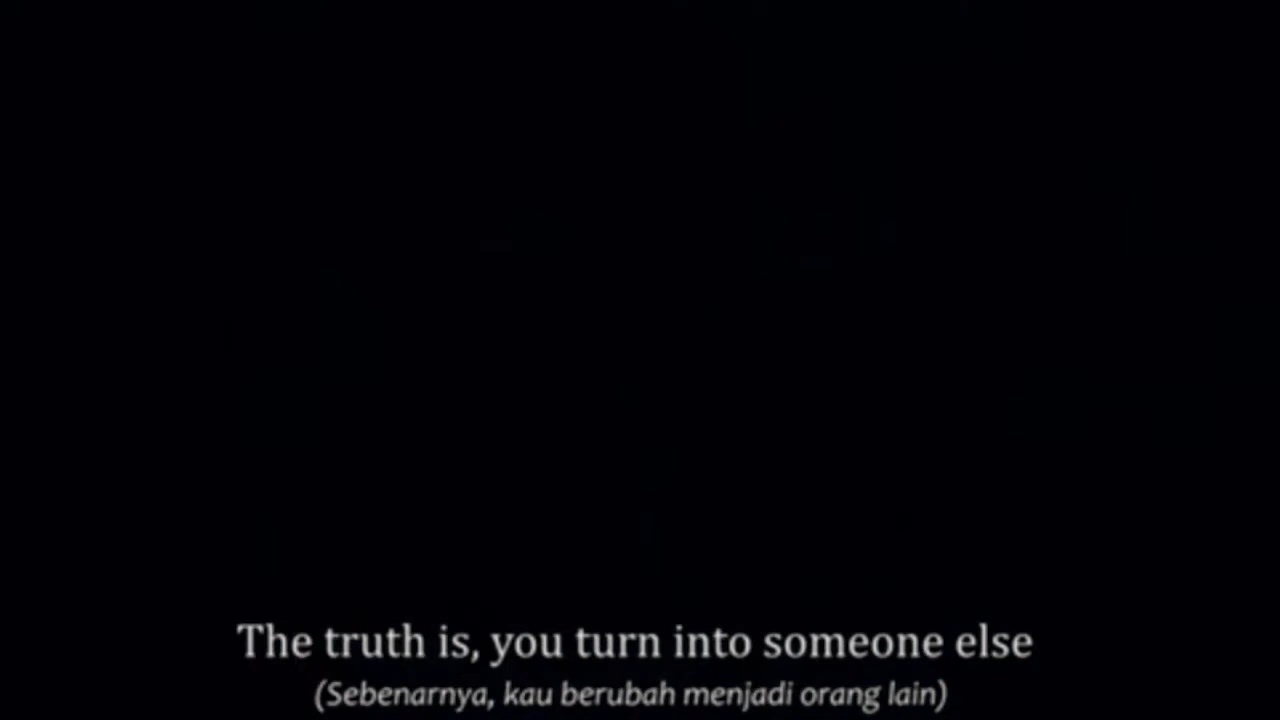 The truth is, you turn into someone else
(Sebenarnya, kau berubah menjadi orang lain)